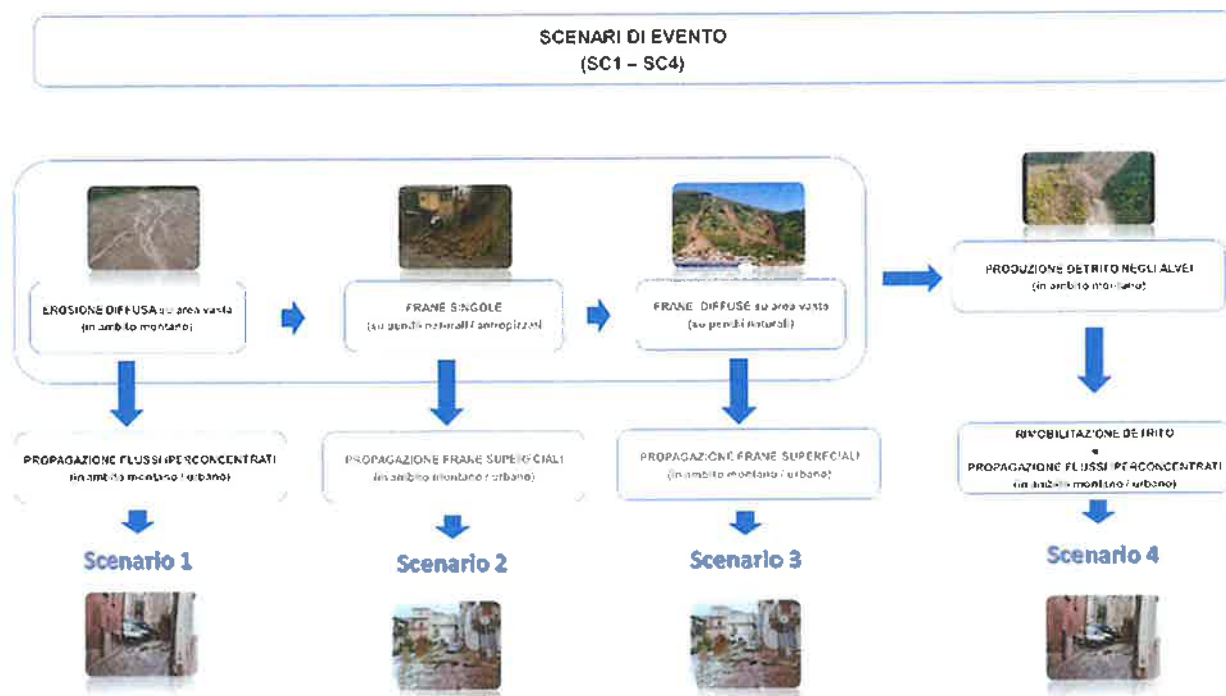 SCENARI DI EVENTO
(SC1 – SC4)
EROSIONE DIFFUSA su area vasta
(in ambito montano)
FRANE SINGOLE
(su pendii naturali / antropizzati)
FRANE DIFFUSE su area vasta
(su pendii naturali)
PRODUZIONE DETRITO NEGLI ALVEI
(in ambito montano)
PROPAGAZIONE FLUSSI IPERCONCENTRATI
(in ambito montano / urbano)
PROPAGAZIONE FRANE SUPERFICIALI
(in ambito montano / urbano)
PROPAGAZIONE FRANE SUPERFICIALI
(in ambito montano / urbano)
RIMOBILITAZIONE DETRITO
+
PROPAGAZIONE FLUSSI IPERCONCENTRATI
(in ambito montano / urbano)
Scenario 1
Scenario 2
Scenario 3
Scenario 4